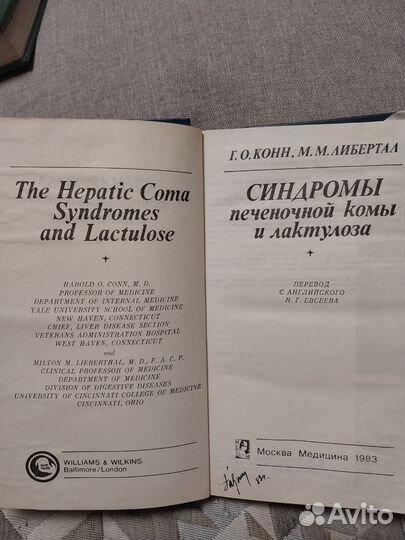 The Hepatic Coma
Syndromes
and Lactulose
HAROLD O. CONN, M. D.
PROFESSOR OF MEDICINE
DEPARTMENT OF INTERNAL MEDICINE
YALE UNIVERSITY SCHOOL OF MEDICINE
NEW HAVEN, CONNECTICUT
CHIEF, LIVER DISEASE SECTION
VETERANS ADMINISTRATION HOSPITAL
WEST HAVEN, CONNECTICUT
and
MILTON M. LIEBERTHAL, M. D., F. A. C. P.
CLINICAL PROFESSOR OF MEDICINE
DEPARTMENT OF MEDICINE
DIVISION OF DIGESTIVE DISEASES
UNIVERSITY OF CINCINNATI COLLEGE OF MEDICINE
CINCINNATI, OHIO
WILLIAMS & WILKINS
Baltimore/London
Г. О. КОНН, М. М. ЛИБЕРТАЛ
СИНДРОМЫ
печеночной комы
и лактулоза
ПЕРЕВОД
С АНГЛИЙСКОГО
Н. Г. ЕВСЕЕВА
Москва Медицина 1983
Avito